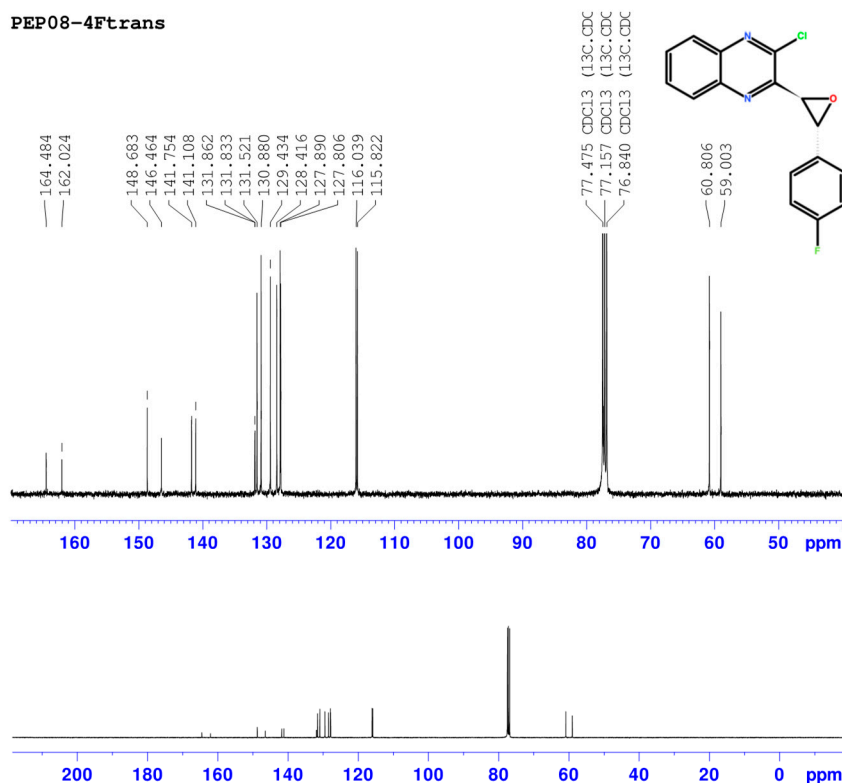 PEP08-4Ftrans
164.484
162.024
148.683
146.464
141.754
141.108
131.862
131.833
131.521
130.880
129.434
128.416
127.890
127.806
116.039
115.822
77.475 CDCl3 (13C.CDC
77.157 CDCl3 (13C.CDC
76.840 CDCl3 (13C.CDC
60.806
59.003
N
Cl
N
O
F
160 150 140 130 120 110 100 90 80 70 60 50 ppm
200 180 160 140 120 100 80 60 40 20 0 ppm